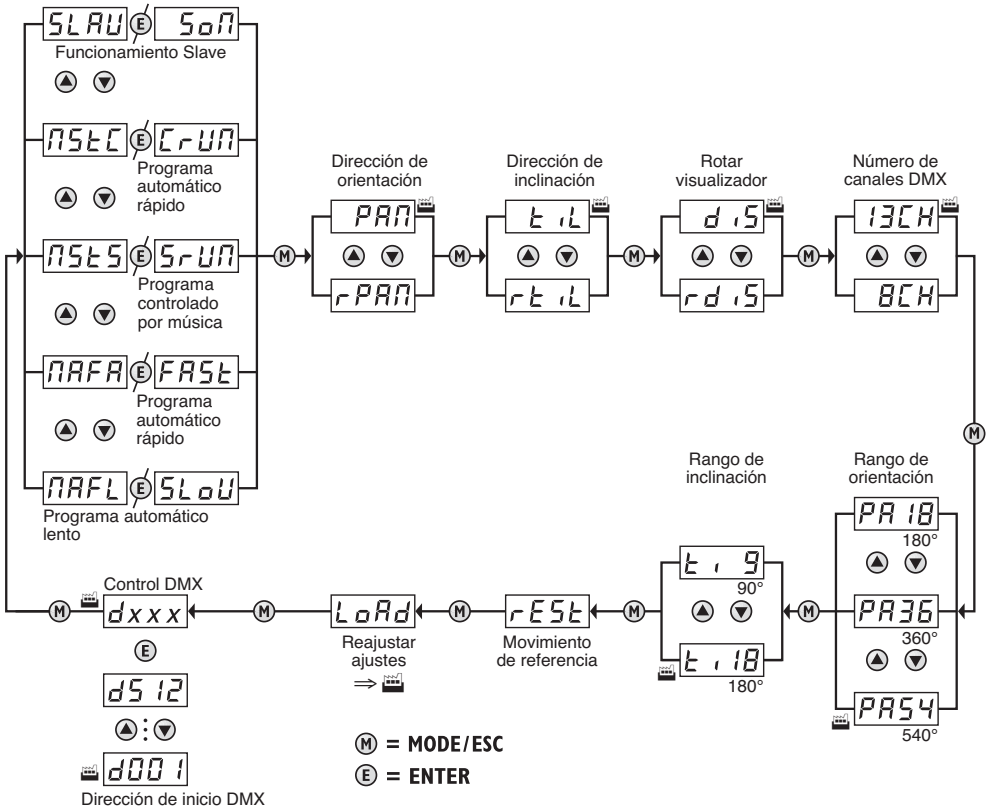 SLAU E SoN
Funcionamiento Slave
NStC E CrUN
Programa
automático
rápido
NStS E SrUN
Programa
controlado
por música
NAFA E FASt
Programa
automático
rápido
NAFL E SLoU
Programa automático
lento
M
Dirección de
orientación
PAN
rPAN
M
Dirección de
inclinación
tiL
rtiL
M
Rotar
visualizador
diS
rdiS
M
Número de
canales DMX
13CH
8CH
M
Rango de
orientación
PA18
180°
PA36
360°
PA54
540°
M
Rango de
inclinación
ti 9
90°
ti18
180°
M
rESt
Movimiento
de referencia
M
LoAd
Reajustar
ajustes
⇒
M
Control DMX
dxxx
M
E
d512
:
d001
Dirección de inicio DMX
M = MODE/ESC
E = ENTER